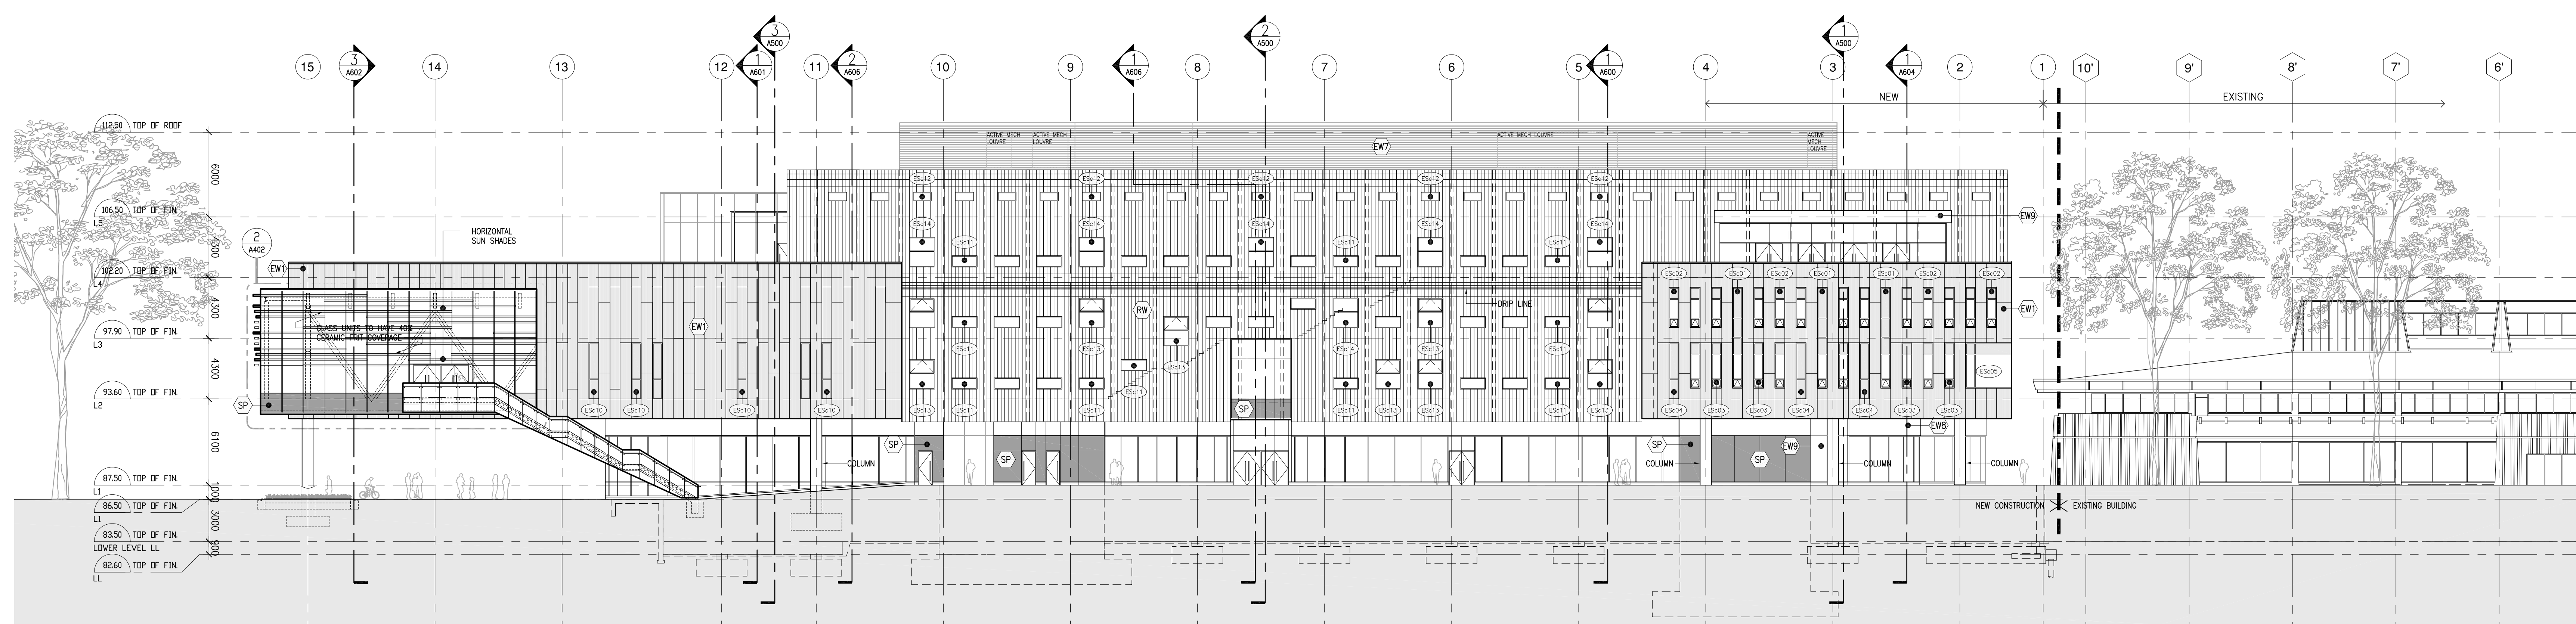 3
A500
2
A500
1
A500
15
3
A602
14
13
12
1
A601
11
2
A606
10
9
1
A606
8
7
6
5
1
A600
4
3
1
A604
2
1
10'
9'
8'
7'
6'
NEW
EXISTING
112.50 TOP OF ROOF
6000
106.50 TOP OF FIN.
L5
4300
102.20 TOP OF FIN.
L4
4300
97.90 TOP OF FIN.
L3
4300
93.60 TOP OF FIN.
L2
6100
87.50 TOP OF FIN.
L1
1000
86.50 TOP OF FIN.
L1
3000
83.50 TOP OF FIN.
LOWER LEVEL LL
900
82.60 TOP OF FIN.
LL
2
A402
HORIZONTAL
SUN SHADES
EW1
GLASS UNITS TO HAVE 40%
CERAMIC FRIT COVERAGE
SP
EW1
ESc10
ESc10
ESc10
ESc10
ACTIVE MECH
LOUVRE
ACTIVE MECH
LOUVRE
EW7
ACTIVE MECH LOUVRE
ACTIVE
MECH
LOUVRE
ESc12
ESc12
ESc12
ESc12
ESc12
ESc14
ESc14
ESc14
ESc14
ESc14
ESc11
ESc11
ESc11
EW9
DRIP LINE
RW
ESc11
ESc13
ESc14
ESc13
ESc11
ESc13
ESc13
ESc11
ESc13
ESc11
ESc11
ESc11
ESc13
ESc13
ESc11
ESc13
SP
ESc02
ESc01
ESc02
ESc01
ESc01
ESc02
ESc02
EW1
ESc05
ESc04
ESc03
ESc03
ESc04
ESc04
ESc03
ESc03
EW8
SP
SP
SP
SP
EW9
COLUMN
COLUMN
COLUMN
COLUMN
NEW CONSTRUCTION
EXISTING BUILDING